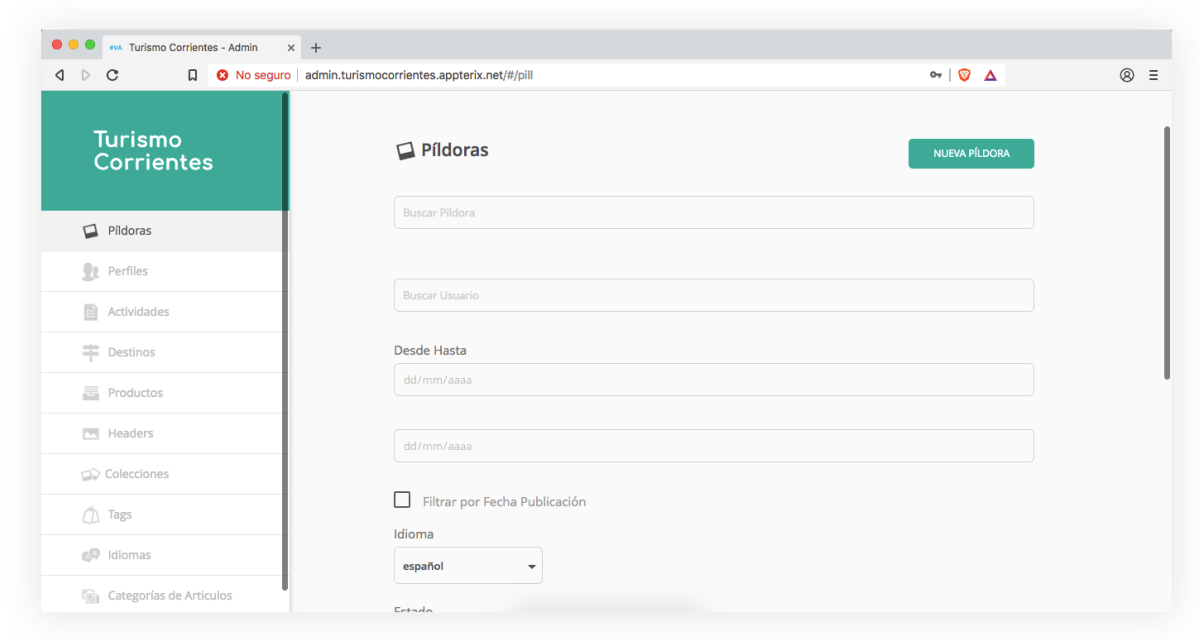 #VA Turismo Corrientes - Admin
No seguro admin.turismocorrientes.appterix.net/#/pill
Turismo
Corrientes
Píldoras
Perfiles
Actividades
Destinos
Productos
Headers
Colecciones
Tags
Idiomas
Categorías de Articulos
Píldoras
NUEVA PÍLDORA
Buscar Pildora
Buscar Usuario
Desde Hasta
dd/mm/aaaa
dd/mm/aaaa
Filtrar por Fecha Publicación
Idioma
español
Estado